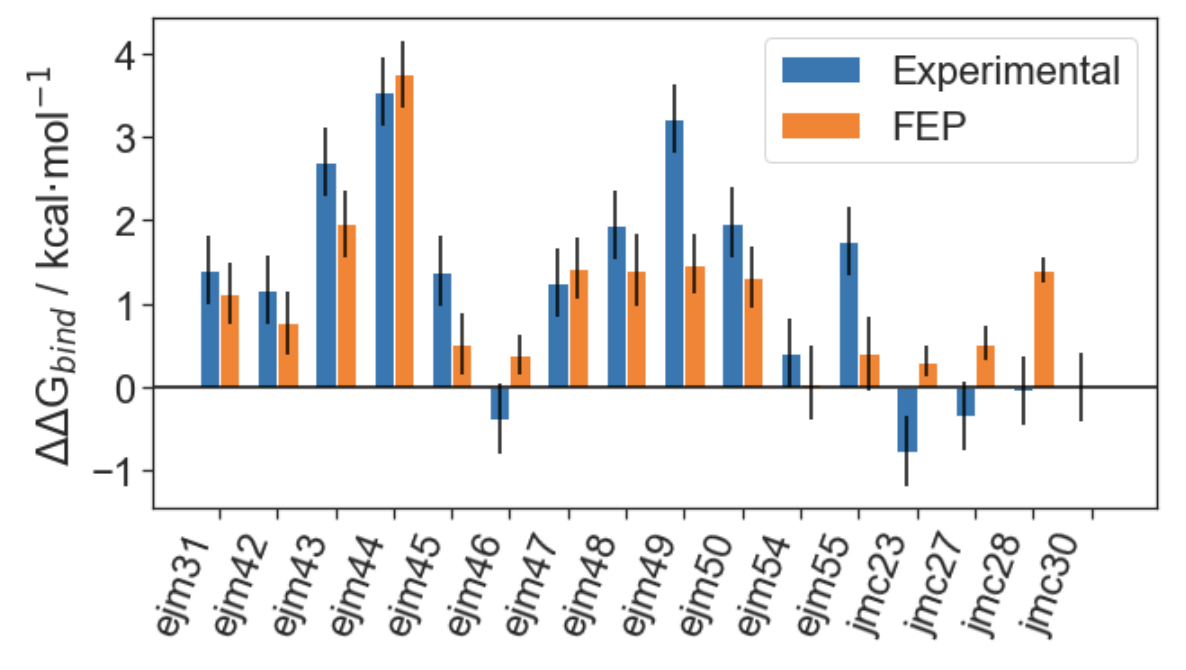 ΔΔG_bind / kcal·mol⁻¹
4
3
2
1
0
−1
Experimental
FEP
ejm31
ejm42
ejm43
ejm44
ejm45
ejm46
ejm47
ejm48
ejm49
ejm50
ejm54
ejm55
jmc23
jmc27
jmc28
jmc30